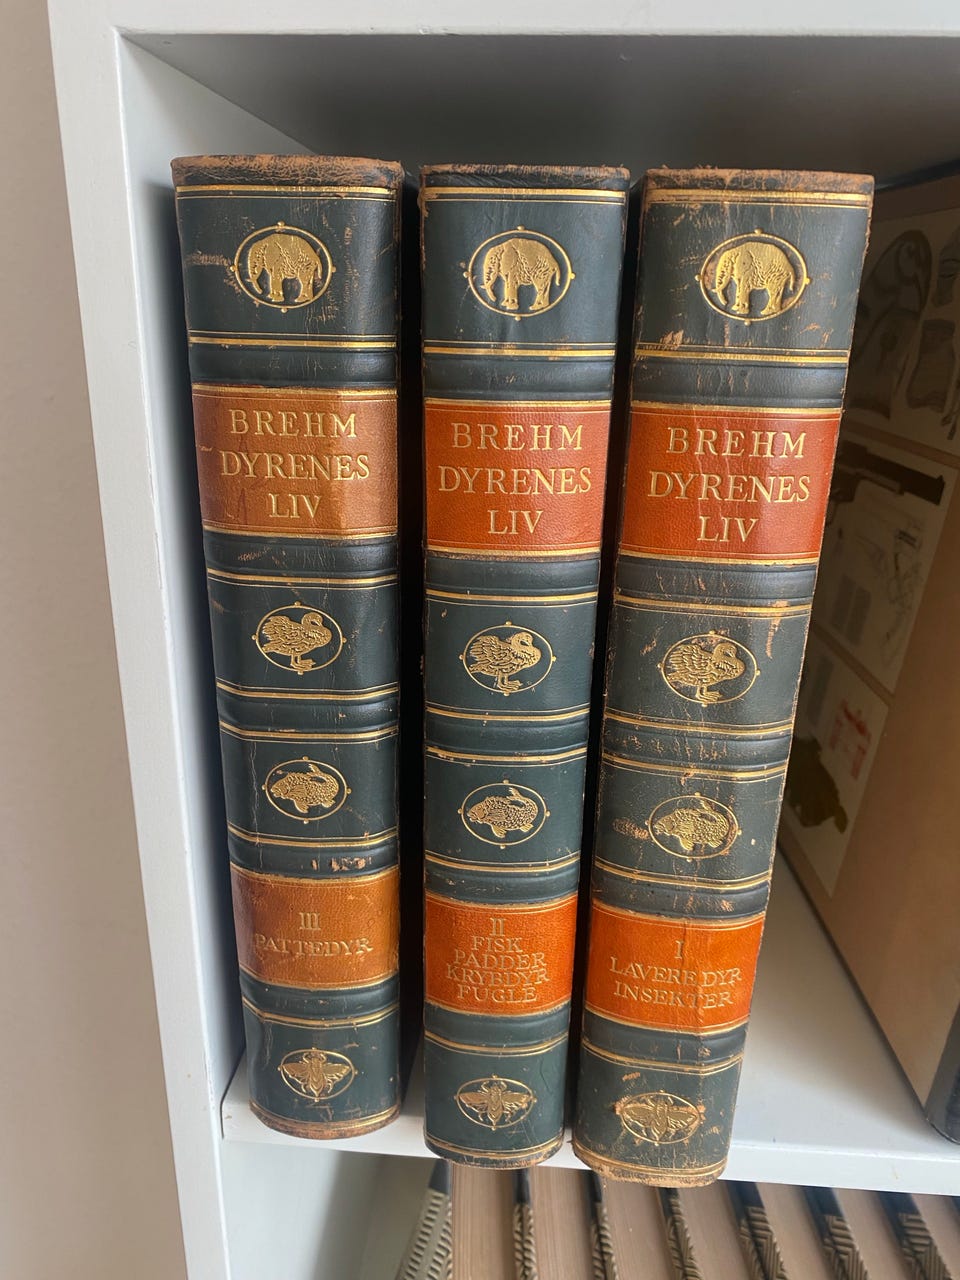 BREHM
DYRENES
LIV
III
PATTEDYR
BREHM
DYRENES
LIV
II
FISK
PADDER
KRYBDYR
FUGLE
BREHM
DYRENES
LIV
I
LAVERE DYR
INSEKTER